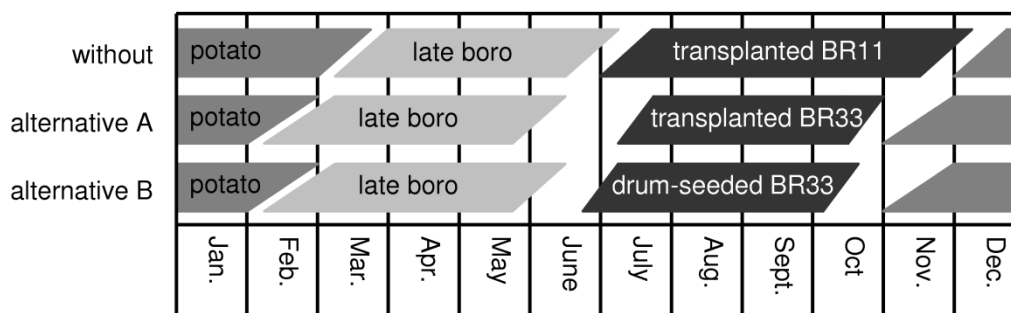 without potato late boro transplanted BR11
alternative A potato late boro transplanted BR33
alternative B potato late boro drum-seeded BR33
Jan. Feb. Mar. Apr. May June July Aug. Sept. Oct Nov. Dec.